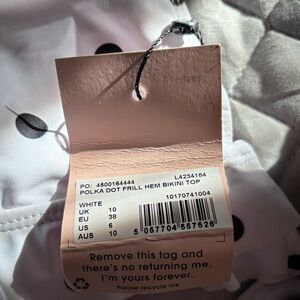 PO: 4500164444 L4234184
POLKA DOT FRILL HEM BIKINI TOP
WHITE 10170741004
UK 10
EU 38
US 6
AUS 10
5 057704 557526
Remove this tag and
there's no returning me.
I'm yours forever.
Please recycle me